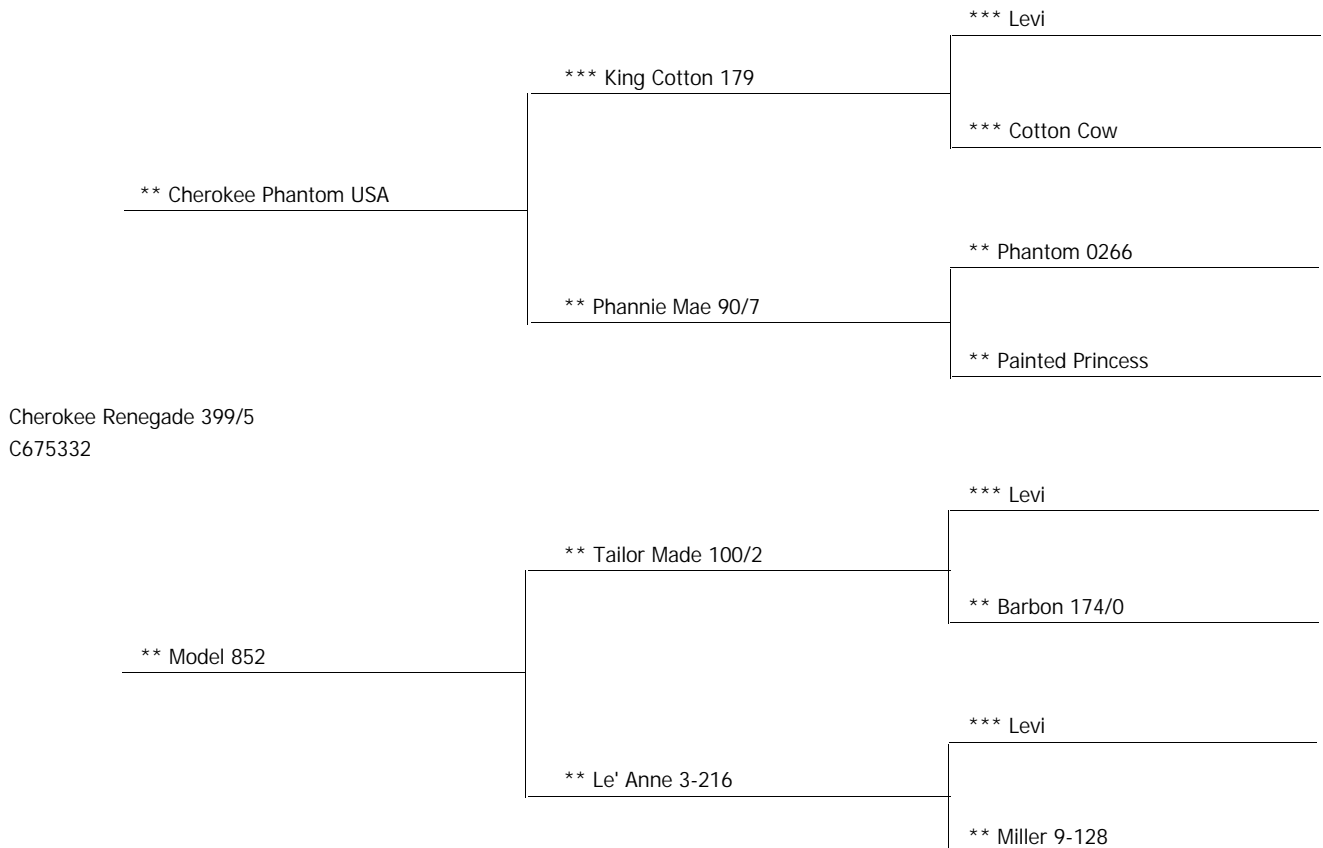 *** Levi
*** King Cotton 179
*** Cotton Cow
** Cherokee Phantom USA
** Phantom 0266
** Phannie Mae 90/7
** Painted Princess
Cherokee Renegade 399/5
C675332
*** Levi
** Tailor Made 100/2
** Barbon 174/0
** Model 852
*** Levi
** Le' Anne 3-216
** Miller 9-128